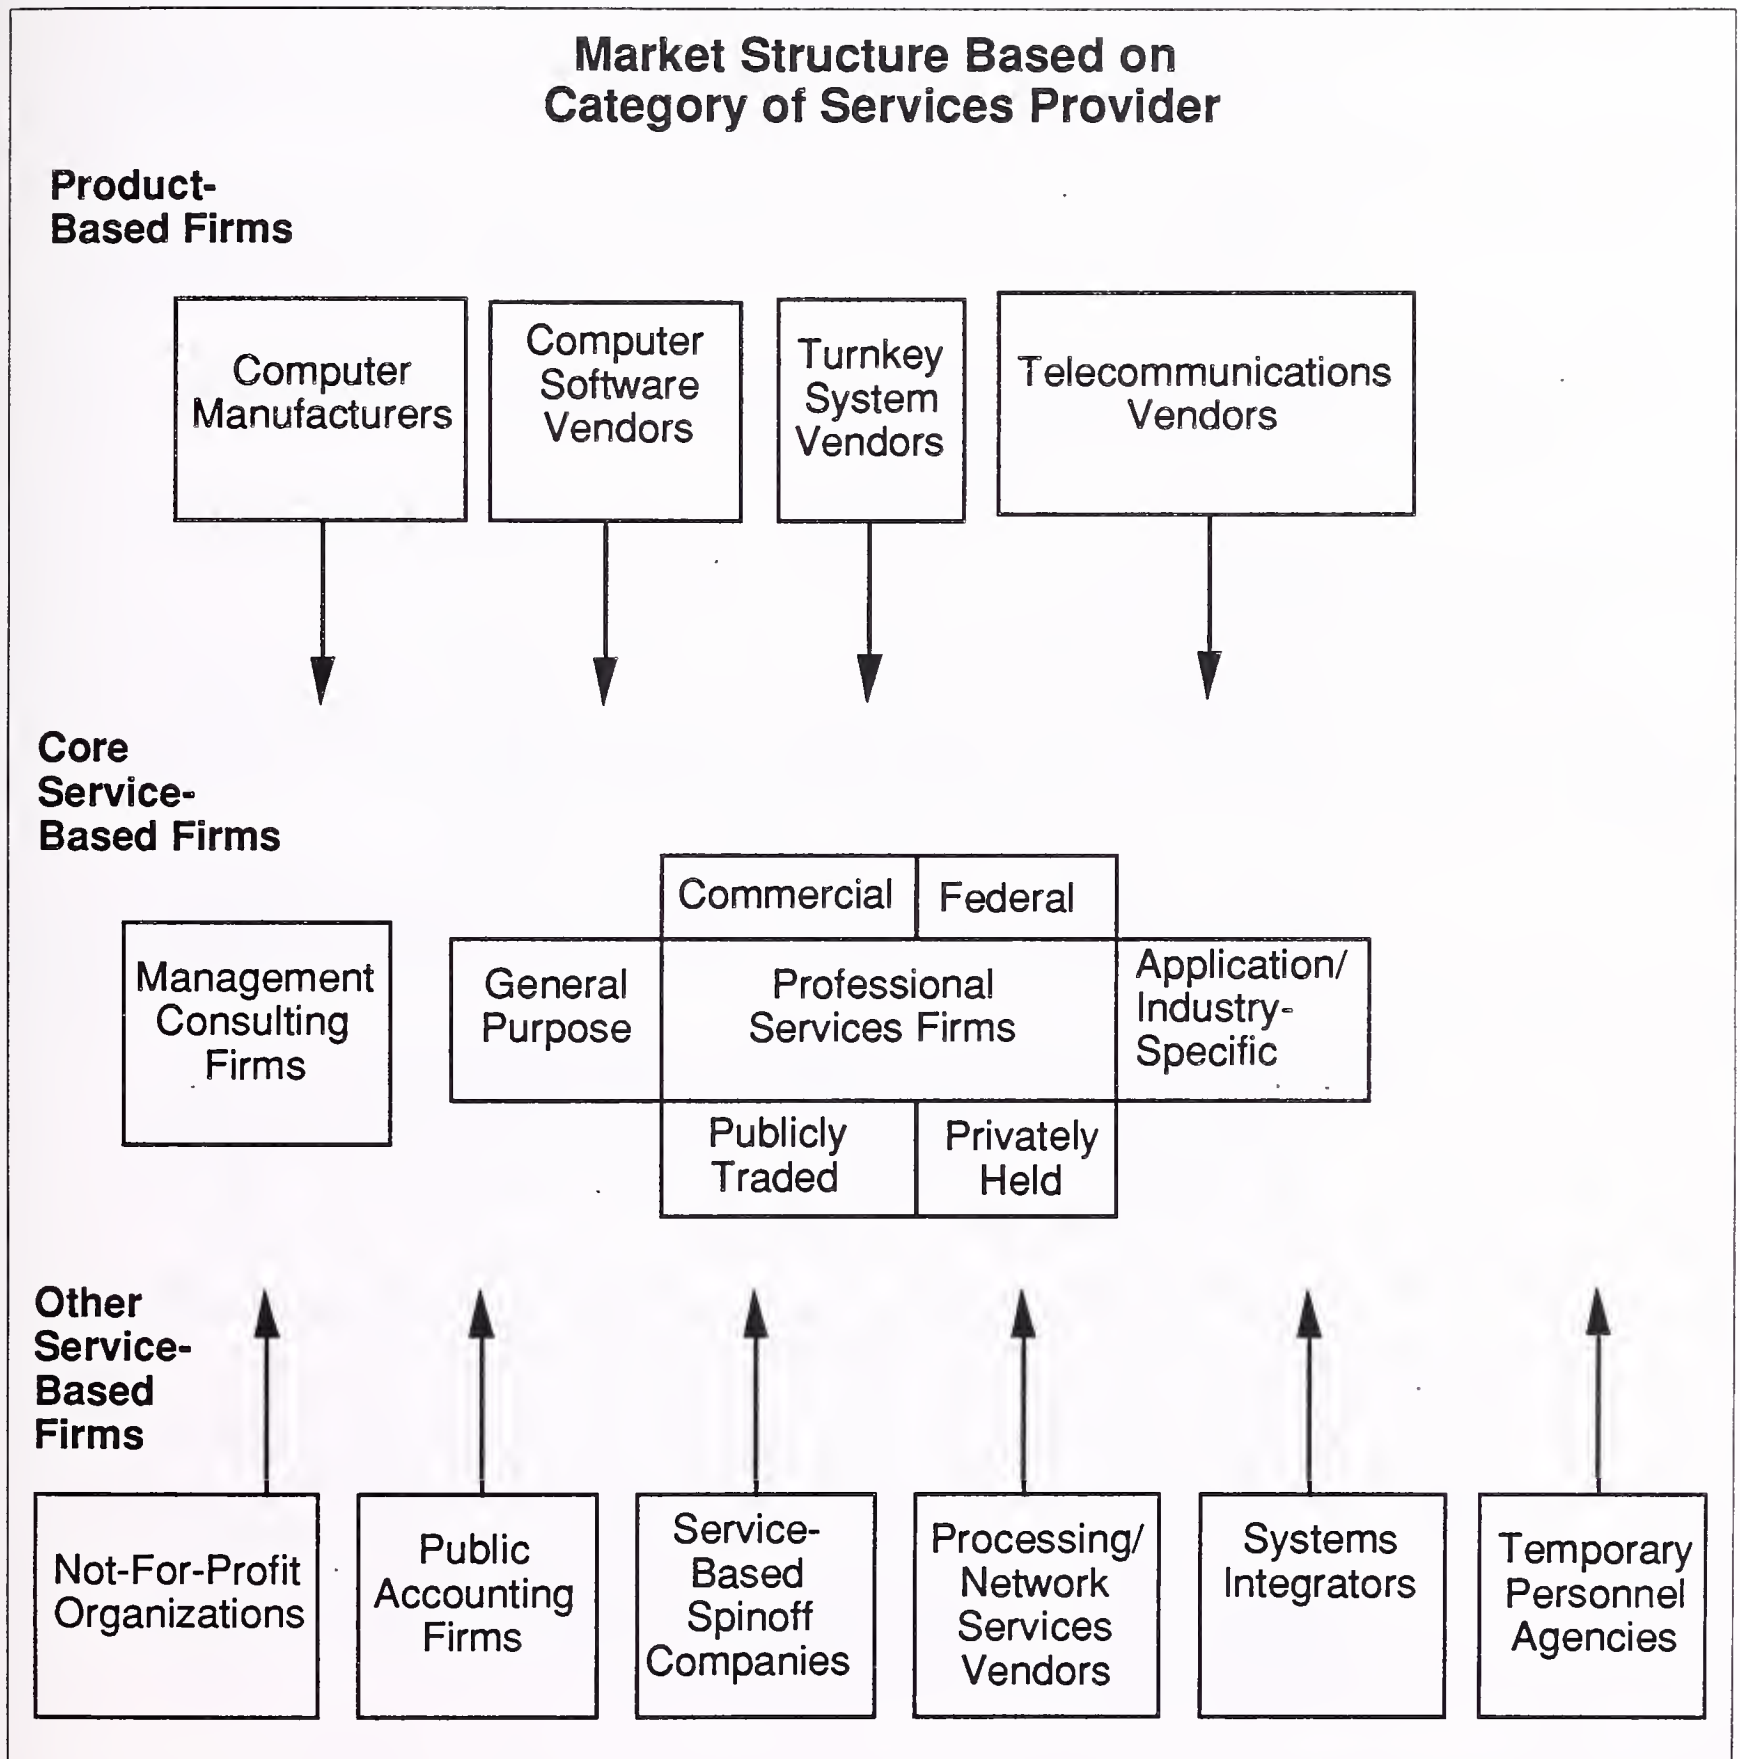 Market Structure Based on
Category of Services Provider
Product-
Based Firms
Computer
Manufacturers
Computer
Software
Vendors
Turnkey
System
Vendors
Telecommunications
Vendors
Core
Service-
Based Firms
Management
Consulting
Firms
Commercial
Federal
General
Purpose
Professional
Services Firms
Application/
Industry-
Specific
Publicly
Traded
Privately
Held
Other
Service-
Based
Firms
Not-For-Profit
Organizations
Public
Accounting
Firms
Service-
Based
Spinoff
Companies
Processing/
Network
Services
Vendors
Systems
Integrators
Temporary
Personnel
Agencies